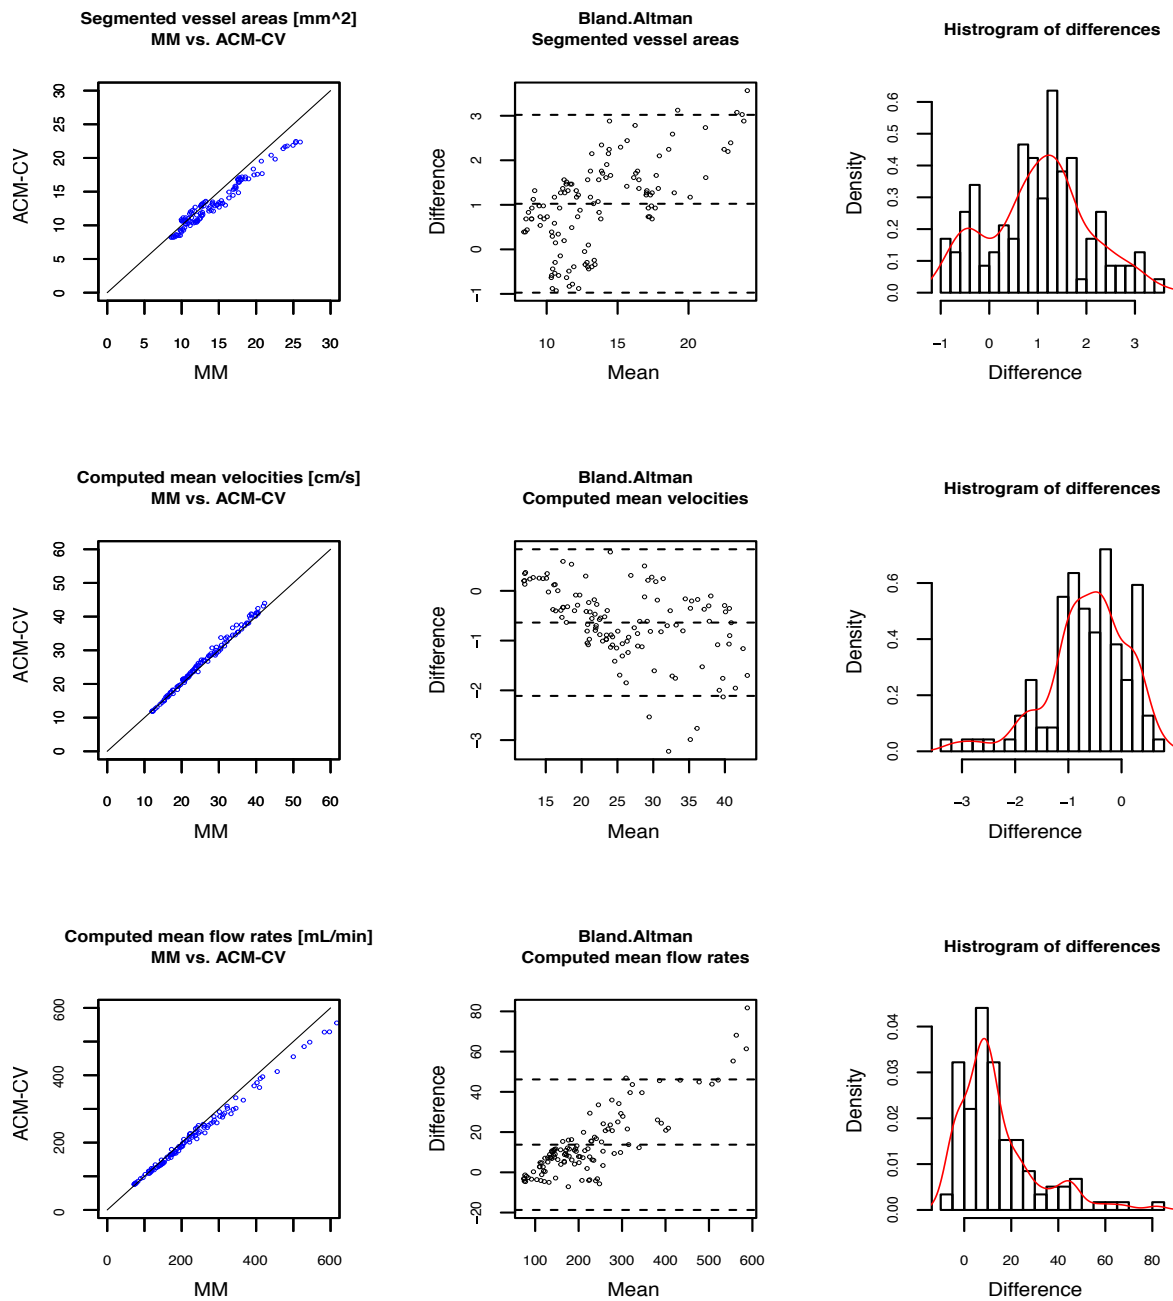 Segmented vessel areas [mm^2]
MM vs. ACM-CV
ACM-CV
0 5 10 15 20 25 30
0 5 10 15 20 25 30
MM
Bland.Altman
Segmented vessel areas
Difference
−1 0 1 2 3
10 15 20
Mean
Histrogram of differences
Density
0.0 0.1 0.2 0.3 0.4 0.5 0.6
−1 0 1 2 3
Difference
Computed mean velocities [cm/s]
MM vs. ACM-CV
ACM-CV
0 10 20 30 40 50 60
0 10 20 30 40 50 60
MM
Bland.Altman
Computed mean velocities
Difference
−3 −2 −1 0
15 20 25 30 35 40
Mean
Histrogram of differences
Density
0.0 0.2 0.4 0.6
−3 −2 −1 0
Difference
Computed mean flow rates [mL/min]
MM vs. ACM-CV
ACM-CV
0 200 400 600
0 200 400 600
MM
Bland.Altman
Computed mean flow rates
Difference
−20 0 20 40 60 80
100 200 300 400 500 600
Mean
Histrogram of differences
Density
0.00 0.01 0.02 0.03 0.04
0 20 40 60 80
Difference